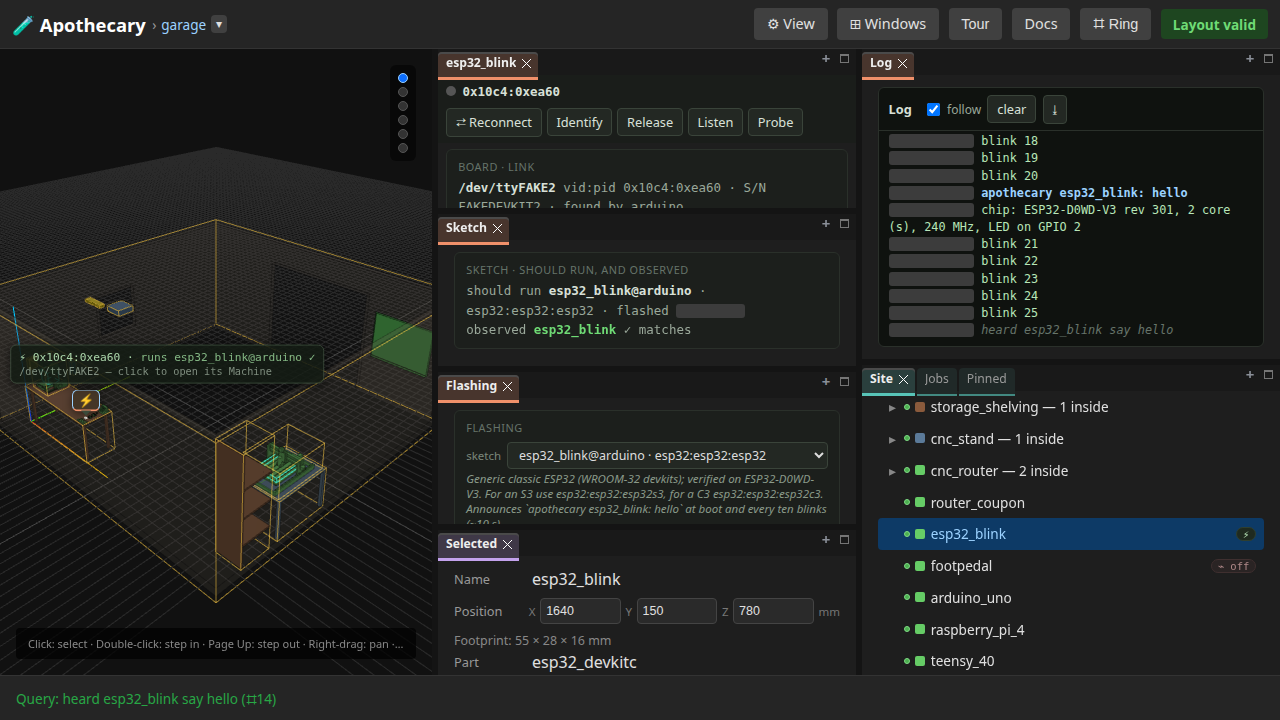 Apothecary › garage ▾
⚙ View
⊞ Windows
Tour
Docs
⌗ Ring
Layout valid
⚡ 0x10c4:0xea60 · runs esp32_blink@arduino ✓
/dev/ttyFAKE2 — click to open its Machine
Click: select · Double-click: step in · Page Up: step out · Right-drag: pan ·…
esp32_blink
0x10c4:0xea60
⇄ Reconnect
Identify
Release
Listen
Probe
BOARD · LINK
/dev/ttyFAKE2 vid:pid 0x10c4:0xea60 · S/N
FAKEDEVKIT2 · found by arduino
Sketch
SKETCH · SHOULD RUN, AND OBSERVED
should run esp32_blink@arduino ·
esp32:esp32:esp32 · flashed
observed esp32_blink ✓ matches
Flashing
FLASHING
sketch esp32_blink@arduino · esp32:esp32:esp32
Generic classic ESP32 (WROOM-32 devkits); verified on ESP32-D0WD-
V3. For an S3 use esp32:esp32:esp32s3, for a C3 esp32:esp32:esp32c3.
Announces `apothecary esp32_blink: hello` at boot and every ten blinks
Selected
Name esp32_blink
Position X 1640 Y 150 Z 780 mm
Footprint: 55 × 28 × 16 mm
Part esp32_devkitc
Log
Log follow clear ⤓
blink 18
blink 19
blink 20
apothecary esp32_blink: hello
chip: ESP32-D0WD-V3 rev 301, 2 core
(s), 240 MHz, LED on GPIO 2
blink 21
blink 22
blink 23
blink 24
blink 25
heard esp32_blink say hello
Site
Jobs
Pinned
storage_shelving — 1 inside
cnc_stand — 1 inside
cnc_router — 2 inside
router_coupon
esp32_blink ⚡
footpedal ⌁ off
arduino_uno
raspberry_pi_4
teensy_40
Query: heard esp32_blink say hello (⌗14)